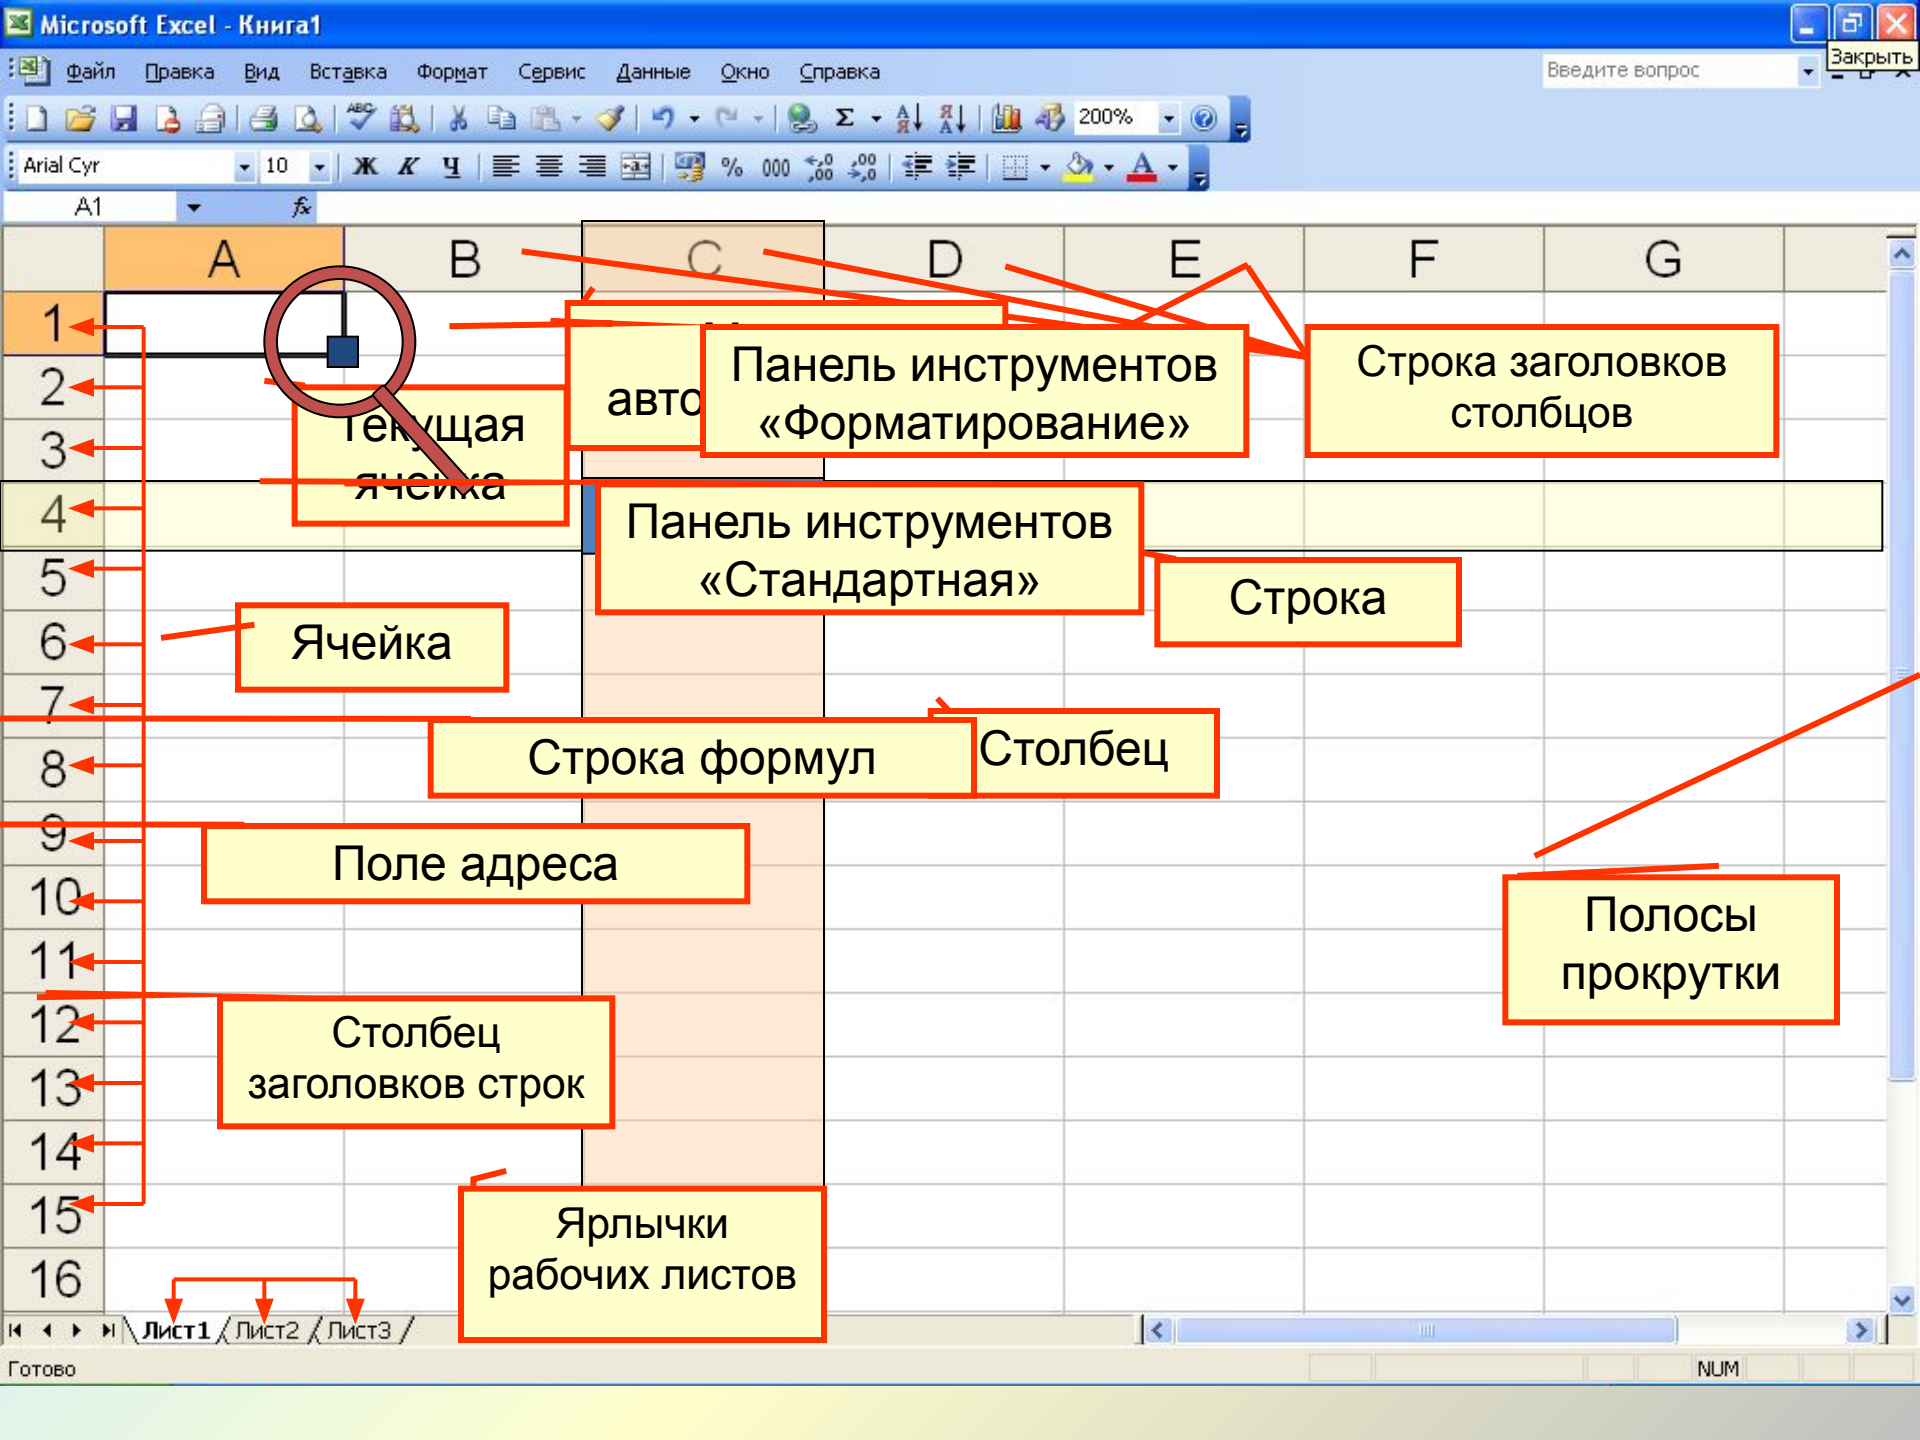 Microsoft Excel - Книга1
Файл Правка Вид Вставка Формат Сервис Данные Окно Справка
Введите вопрос
Закрыть
200%
Arial Cyr 10 Ж К Ч % 000
A1 fx
A B C D E F G
1
2
3
4
5
6
7
8
9
10
11
12
13
14
15
16
авто
Панель инструментов
«Форматирование»
Строка заголовков
столбцов
Текущая
ячейка
Панель инструментов
«Стандартная»
Строка
Ячейка
Столбец
Строка формул
Поле адреса
Полосы
прокрутки
Столбец
заголовков строк
Ярлычки
рабочих листов
Лист1 Лист2 Лист3
Готово
NUM